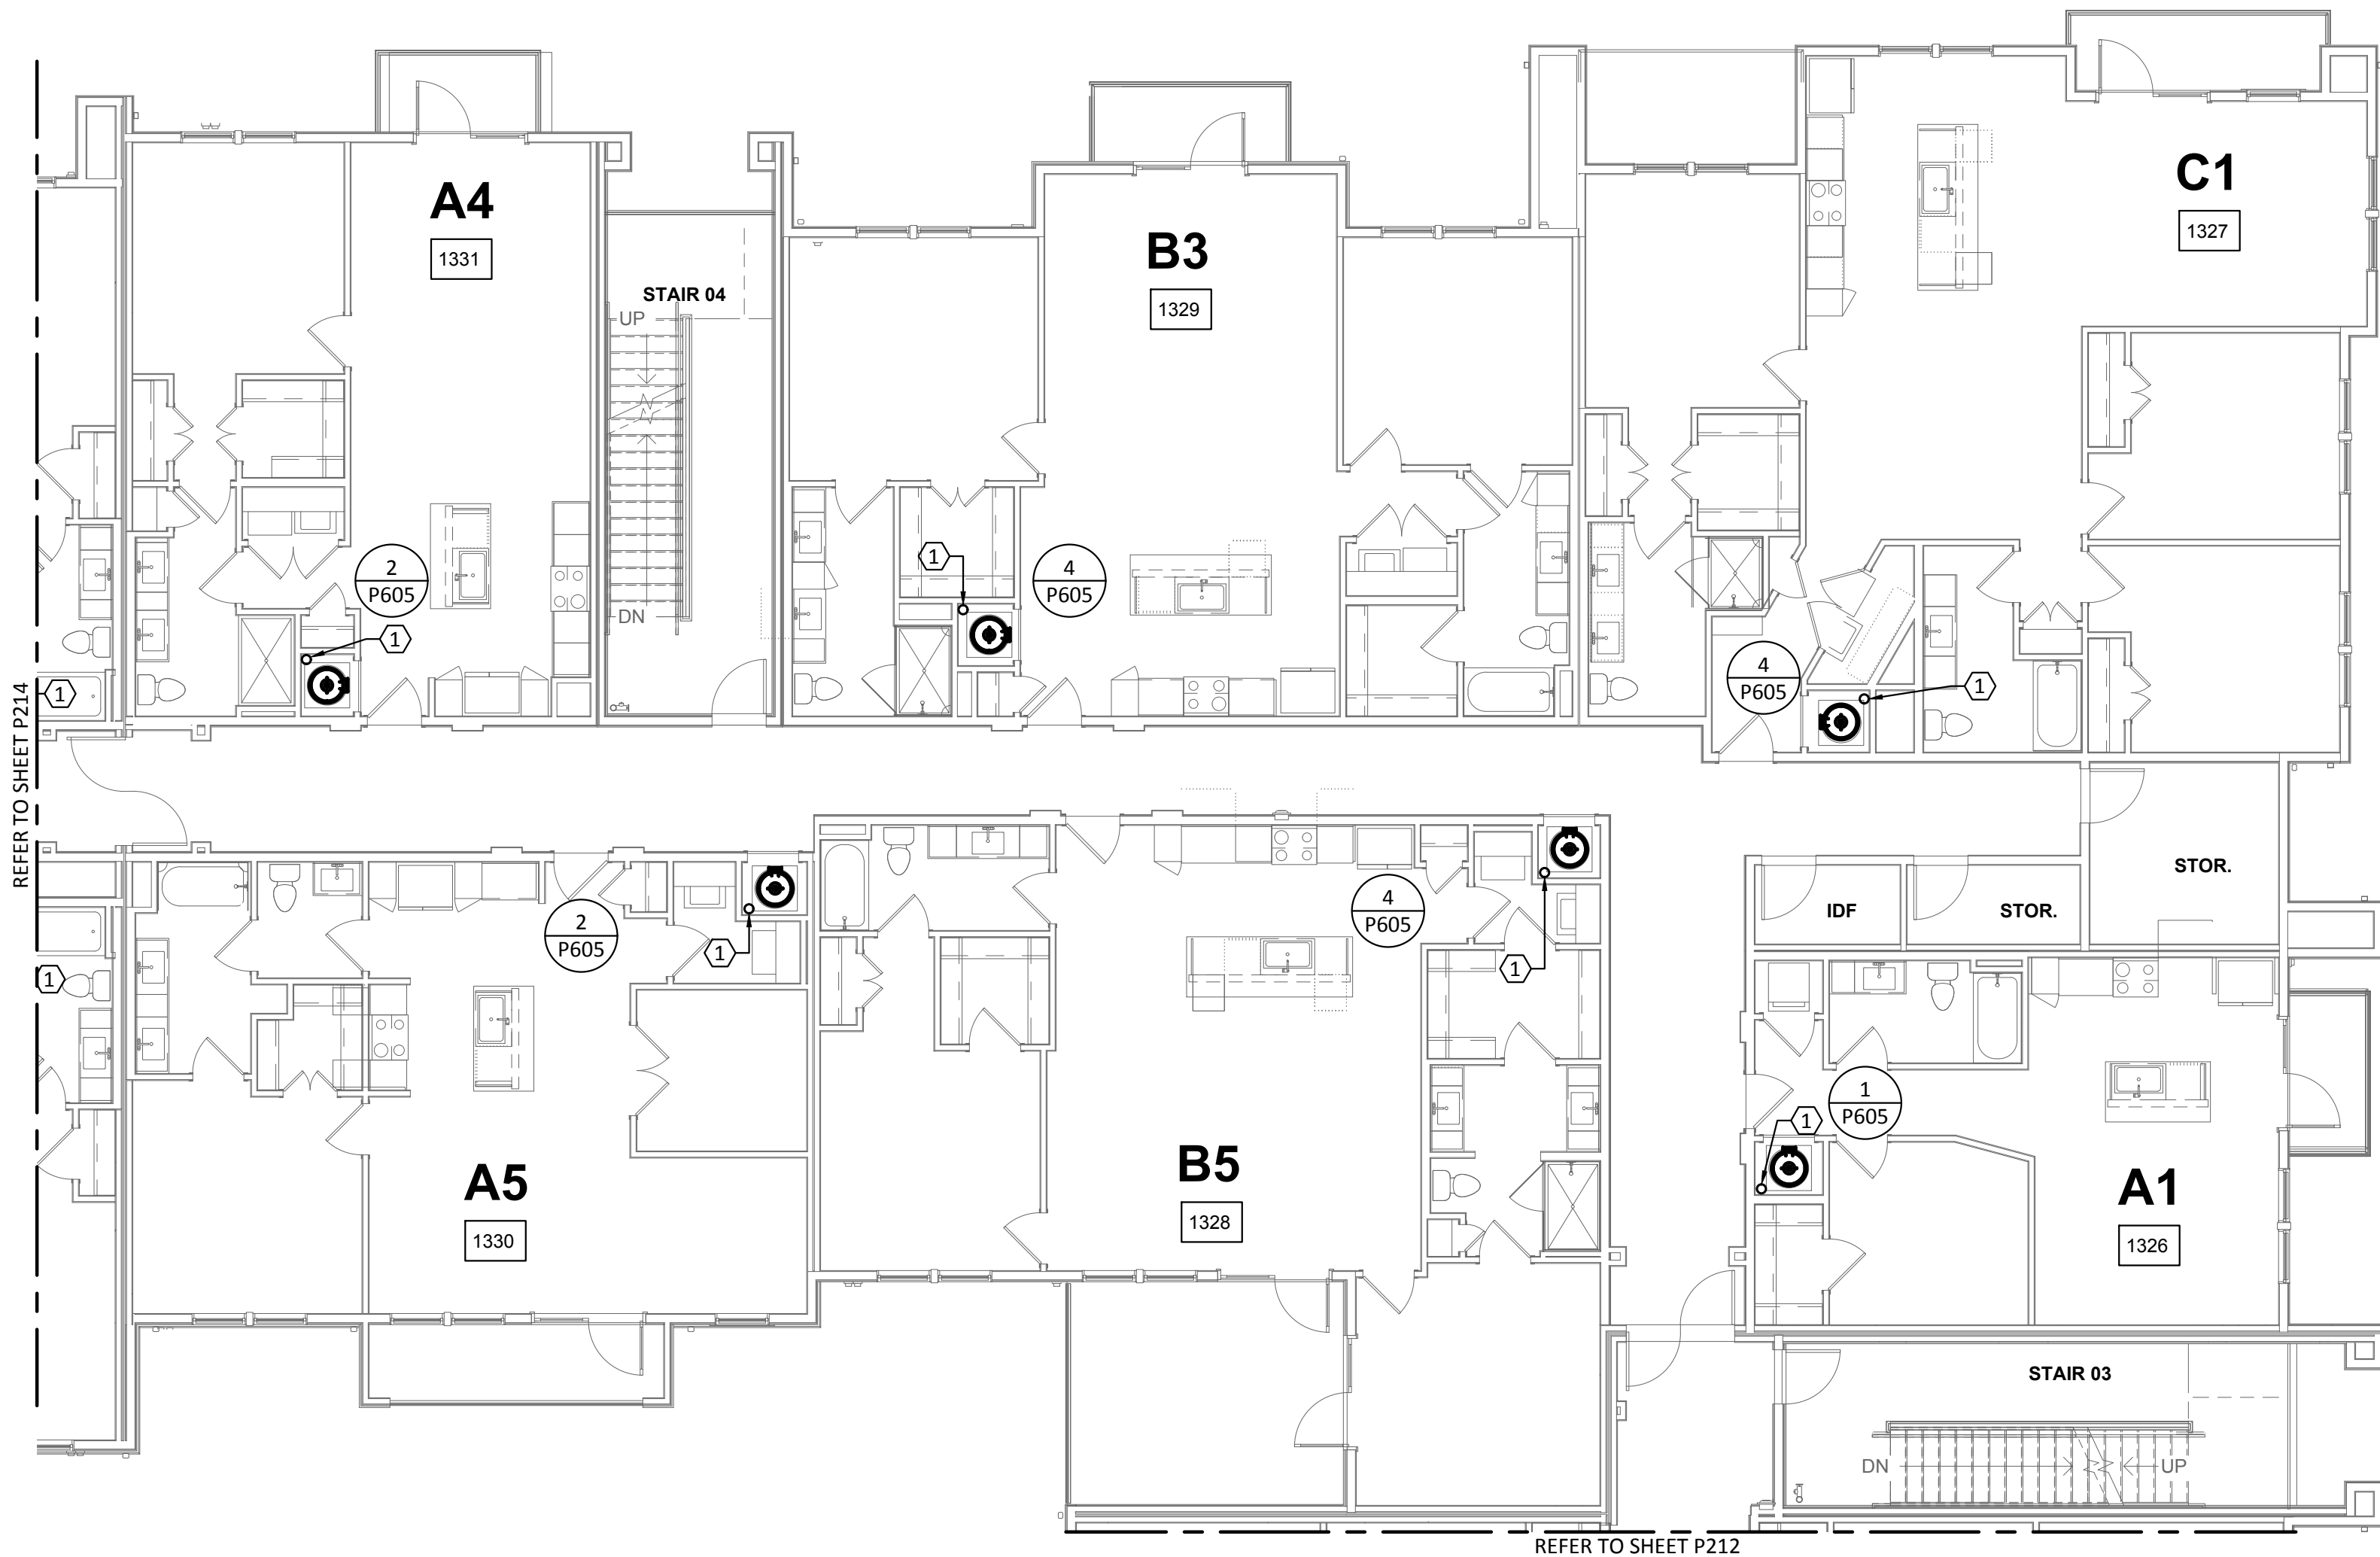 A4
1331
STAIR 04
UP
DN
B3
1329
C1
1327
2
P605
1
1
4
P605
4
P605
1
1
REFER TO SHEET P214
1
2
P605
1
A5
1330
4
P605
1
B5
1328
IDF
STOR.
STOR.
1
P605
1
A1
1326
STAIR 03
DN
UP
REFER TO SHEET P212